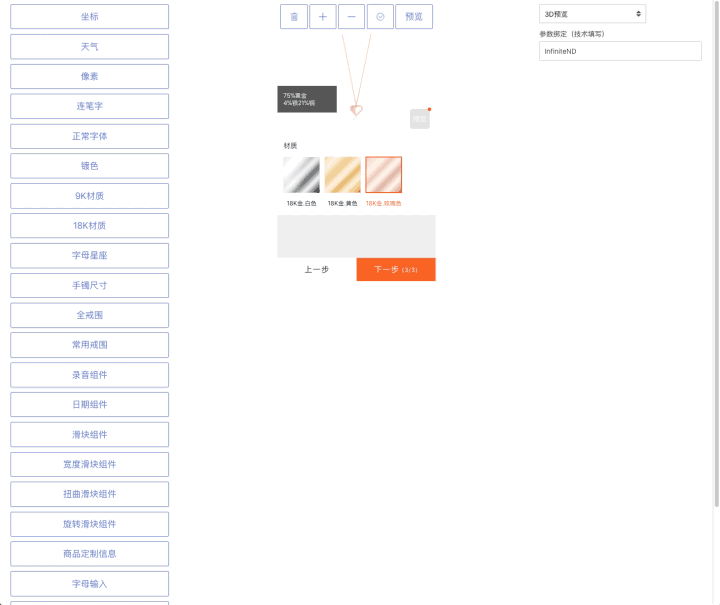 坐标
天气
像素
连笔字
正常字体
镀色
9K材质
18K材质
字母星座
手镯尺寸
全戒围
常用戒围
录音组件
日期组件
滑块组件
宽度滑块组件
扭曲滑块组件
旋转滑块组件
商品定制信息
字母输入
预览
75%黄金
材质
18K金.白色
18K金.黄色
18K金.玫瑰色
上一步
下一步 (3/3)
3D预览
参数绑定（技术填写）
InfiniteND